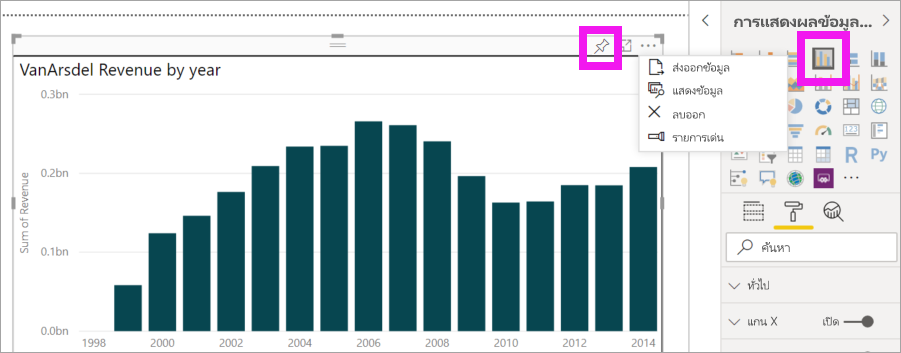 การแสดงผลข้อมูล...
VanArsdel Revenue by year
ส่งออกข้อมูล
แสดงข้อมูล
ลบออก
รายการเด่น
0.3bn
0.2bn
0.1bn
0.0bn
Sum of Revenue
1998 2000 2002 2004 2006 2008 2010 2012 2014
123
R Py
ค้นหา
ทั่วไป
แกน X เปิด